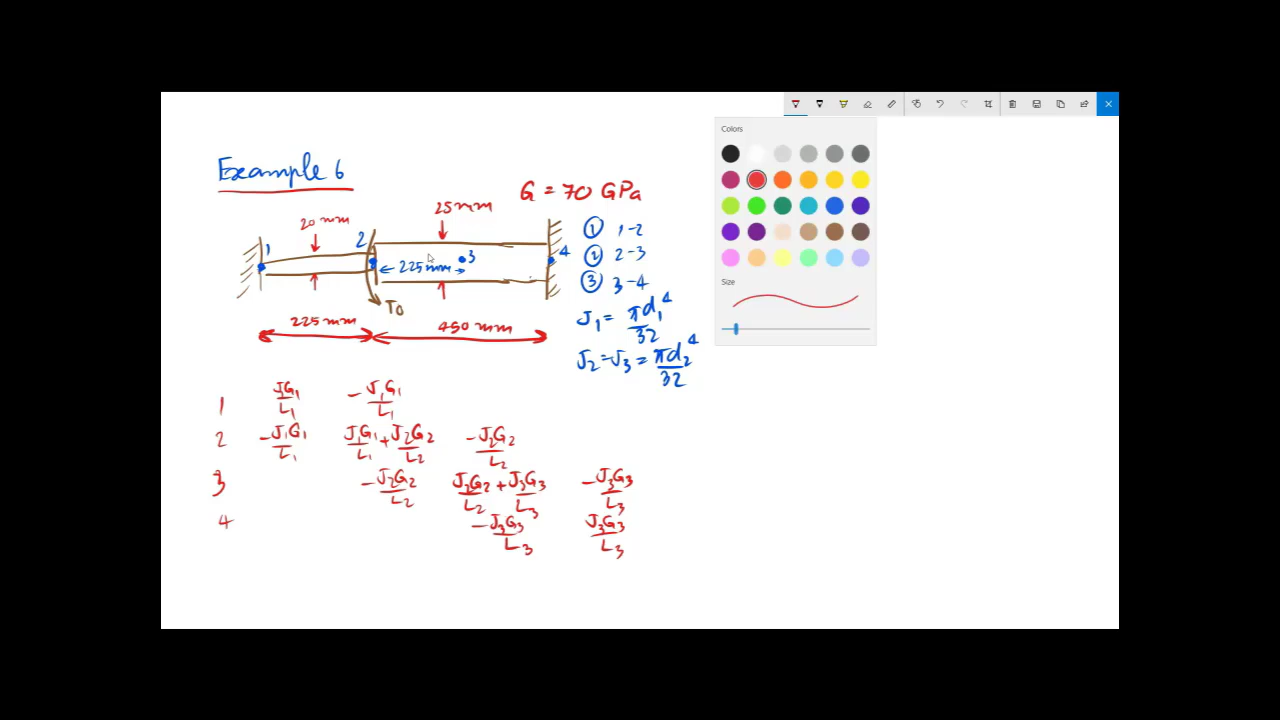 Example 6
G = 70 GPa
20 mm
25 mm
1
2
225 mm
3
4
T0
225 mm
450 mm
① 1-2
② 2-3
③ 3-4
J1 = πd1^4/32
J2=J3 = πd2^4/32
1 JG1/L1 -J1G1/L1
2 -J1G1/L1 J1G1/L1 + J2G2/L2 -J2G2/L2
3 -J2G2/L2 J2G2/L2 + J3G3/L3 -J3G3/L3
4 -J3G3/L3 J3G3/L3
Colors
Size